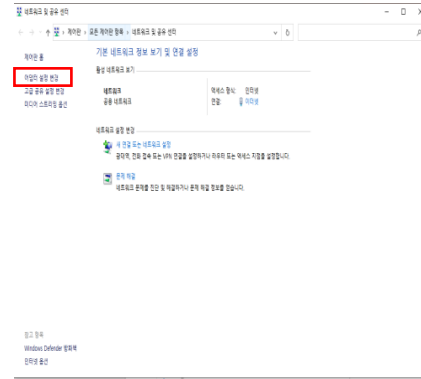 네트워크 및 공유 센터
제어판 › 모든 제어판 항목 › 네트워크 및 공유 센터
제어판 홈
어댑터 설정 변경
고급 공유 설정 변경
미디어 스트리밍 옵션
기본 네트워크 정보 보기 및 연결 설정
활성 네트워크 보기
네트워크
공용 네트워크
액세스 형식: 인터넷
연결: 이더넷
네트워크 설정 변경
새 연결 또는 네트워크 설정
광대역, 전화 접속 또는 VPN 연결을 설정하거나 라우터 또는 액세스 지점을 설정합니다.
문제 해결
네트워크 문제를 진단 및 해결하거나 문제 해결 정보를 얻습니다.
참고 항목
Windows Defender 방화벽
인터넷 옵션